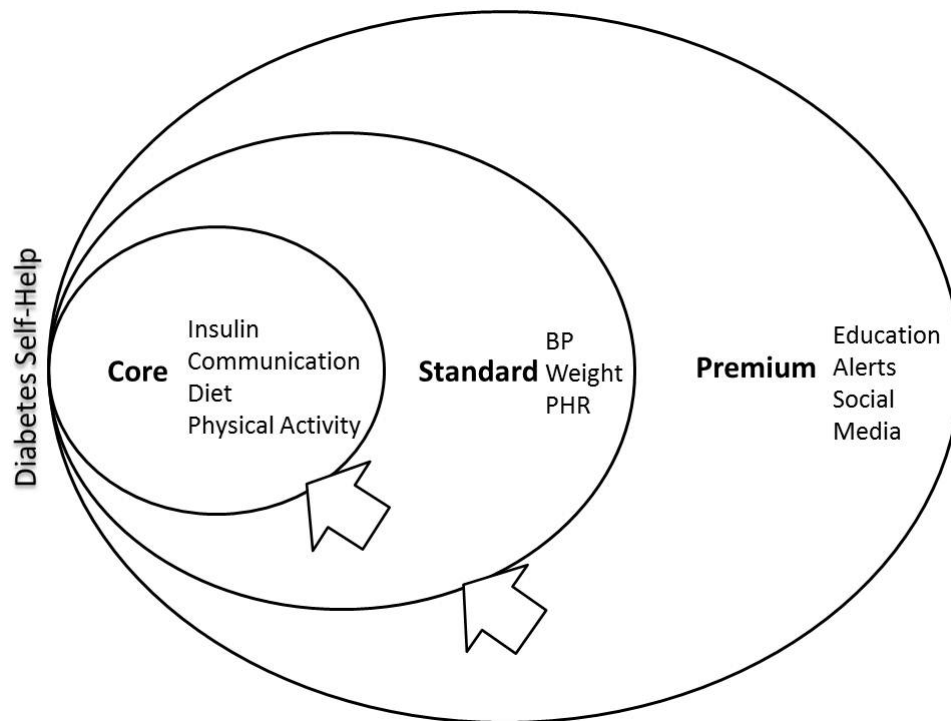 Diabetes Self-Help
Core
Insulin
Communication
Diet
Physical Activity
Standard
BP
Weight
PHR
Premium
Education
Alerts
Social
Media